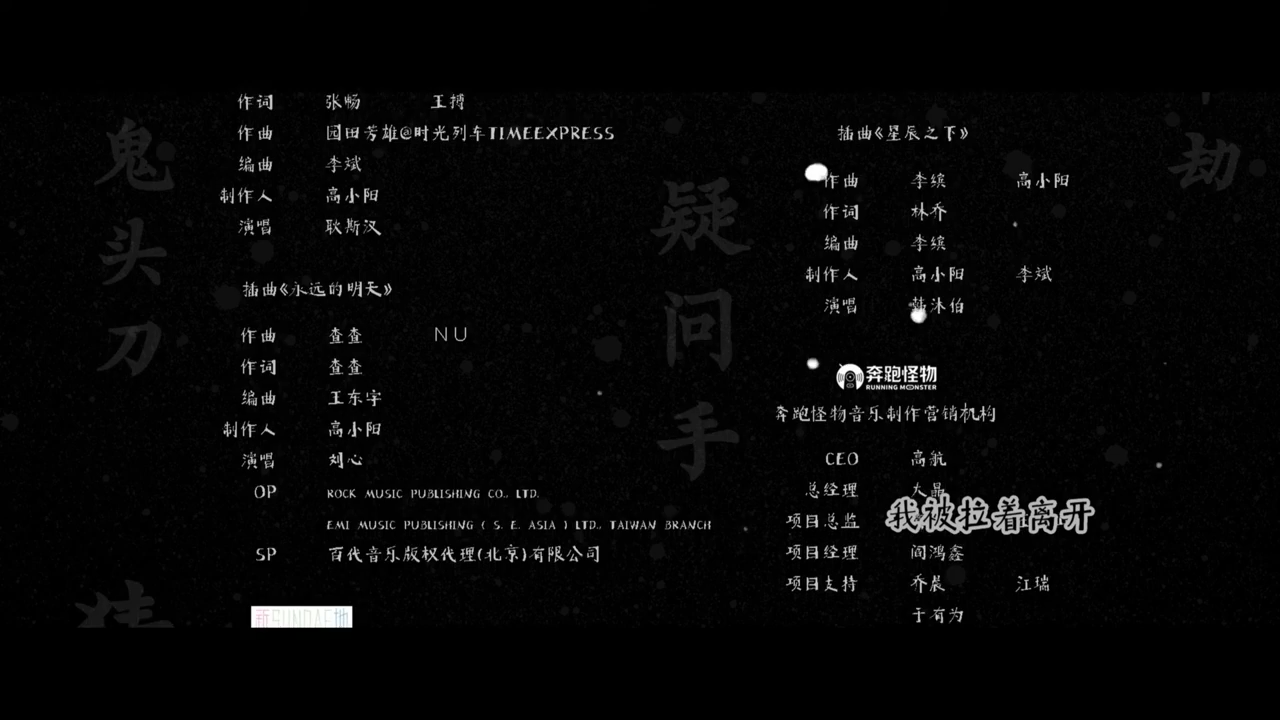 作词 张畅 王搏
作曲 园田芳雄@时光列车TIMEEXPRESS
编曲 李斌
制作人 高小阳
演唱 耿斯汉
插曲《永远的明天》
作曲 查查 NU
作词 查查
编曲 王东宇
制作人 高小阳
演唱 刘心
OP ROCK MUSIC PUBLISHING CO., LTD.
EMI MUSIC PUBLISHING ( S. E. ASIA ) LTD., TAIWAN BRANCH
SP 百代音乐版权代理(北京)有限公司
插曲《星辰之下》
作曲 李缤 高小阳
作词 林乔
编曲 李缤
制作人 高小阳 李斌
演唱 韩沐伯
奔跑怪物
RUNNING MOONSTER
奔跑怪物音乐制作营销机构
CEO 高航
总经理 大晶
项目总监
我被拉着离开
项目经理 阎鸿鑫
项目支持 乔晨 江瑞
于有为
鬼头刀
疑问手
劫